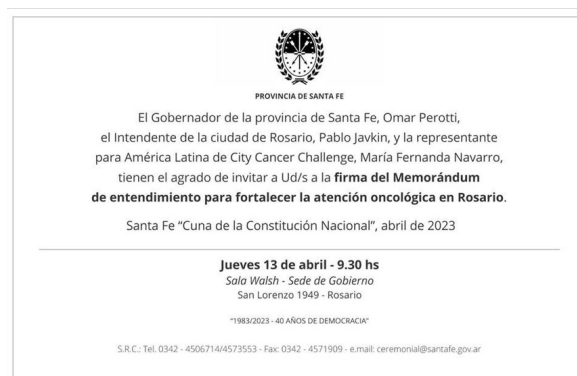 PROVINCIA DE SANTA FE
El Gobernador de la provincia de Santa Fe, Omar Perotti,
el Intendente de la ciudad de Rosario, Pablo Javkin, y la representante
para América Latina de City Cancer Challenge, María Fernanda Navarro,
tienen el agrado de invitar a Ud/s a la firma del Memorándum
de entendimiento para fortalecer la atención oncológica en Rosario.
Santa Fe “Cuna de la Constitución Nacional”, abril de 2023
Jueves 13 de abril - 9.30 hs
Sala Walsh - Sede de Gobierno
San Lorenzo 1949 - Rosario
"1983/2023 - 40 AÑOS DE DEMOCRACIA"
S.R.C.: Tel. 0342 - 4506714/4573553 - Fax: 0342 - 4571909 - e.mail: ceremonial@santafe.gov.ar